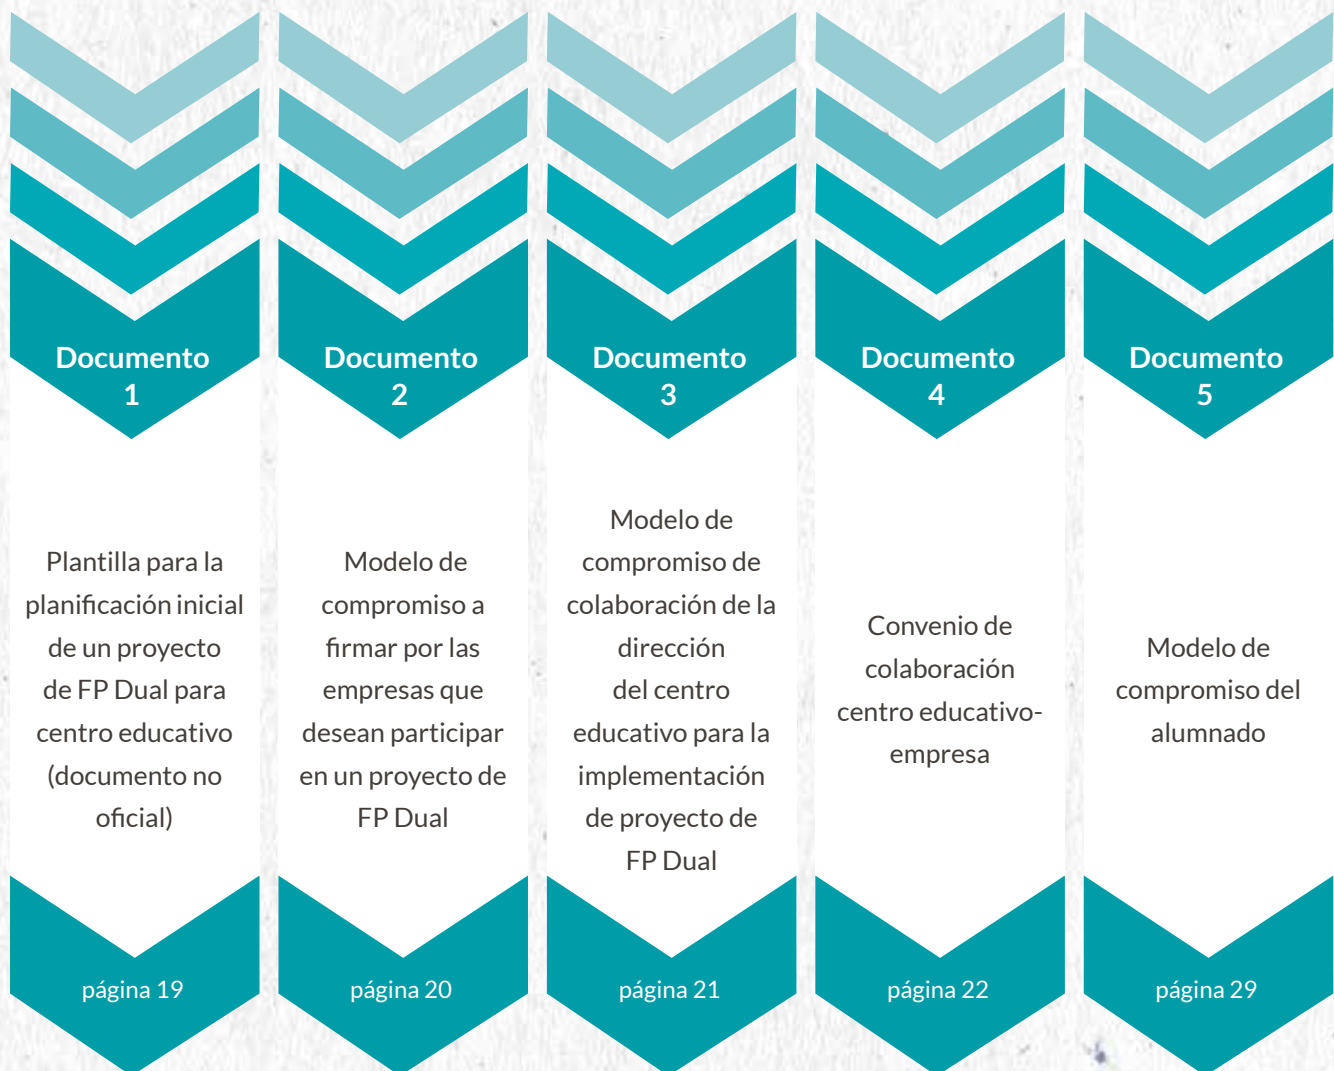 Documento
1
Plantilla para la
planificación inicial
de un proyecto
de FP Dual para
centro educativo
(documento no
oficial)
página 19
Documento
2
Modelo de
compromiso a
firmar por las
empresas que
desean participar
en un proyecto de
FP Dual
página 20
Documento
3
Modelo de
compromiso de
colaboración de la
dirección
del centro
educativo para la
implementación
de proyecto de
FP Dual
página 21
Documento
4
Convenio de
colaboración
centro educativo-
empresa
página 22
Documento
5
Modelo de
compromiso del
alumnado
página 29